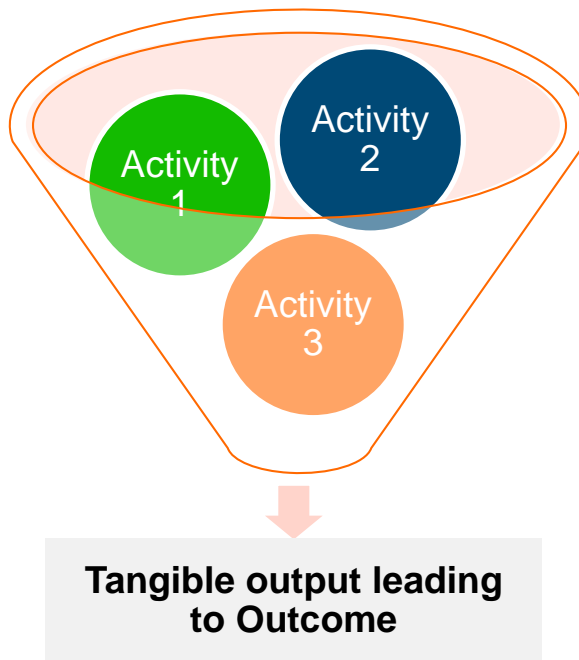 Activity
2
Activity
1
Activity
3
Tangible output leading
to Outcome